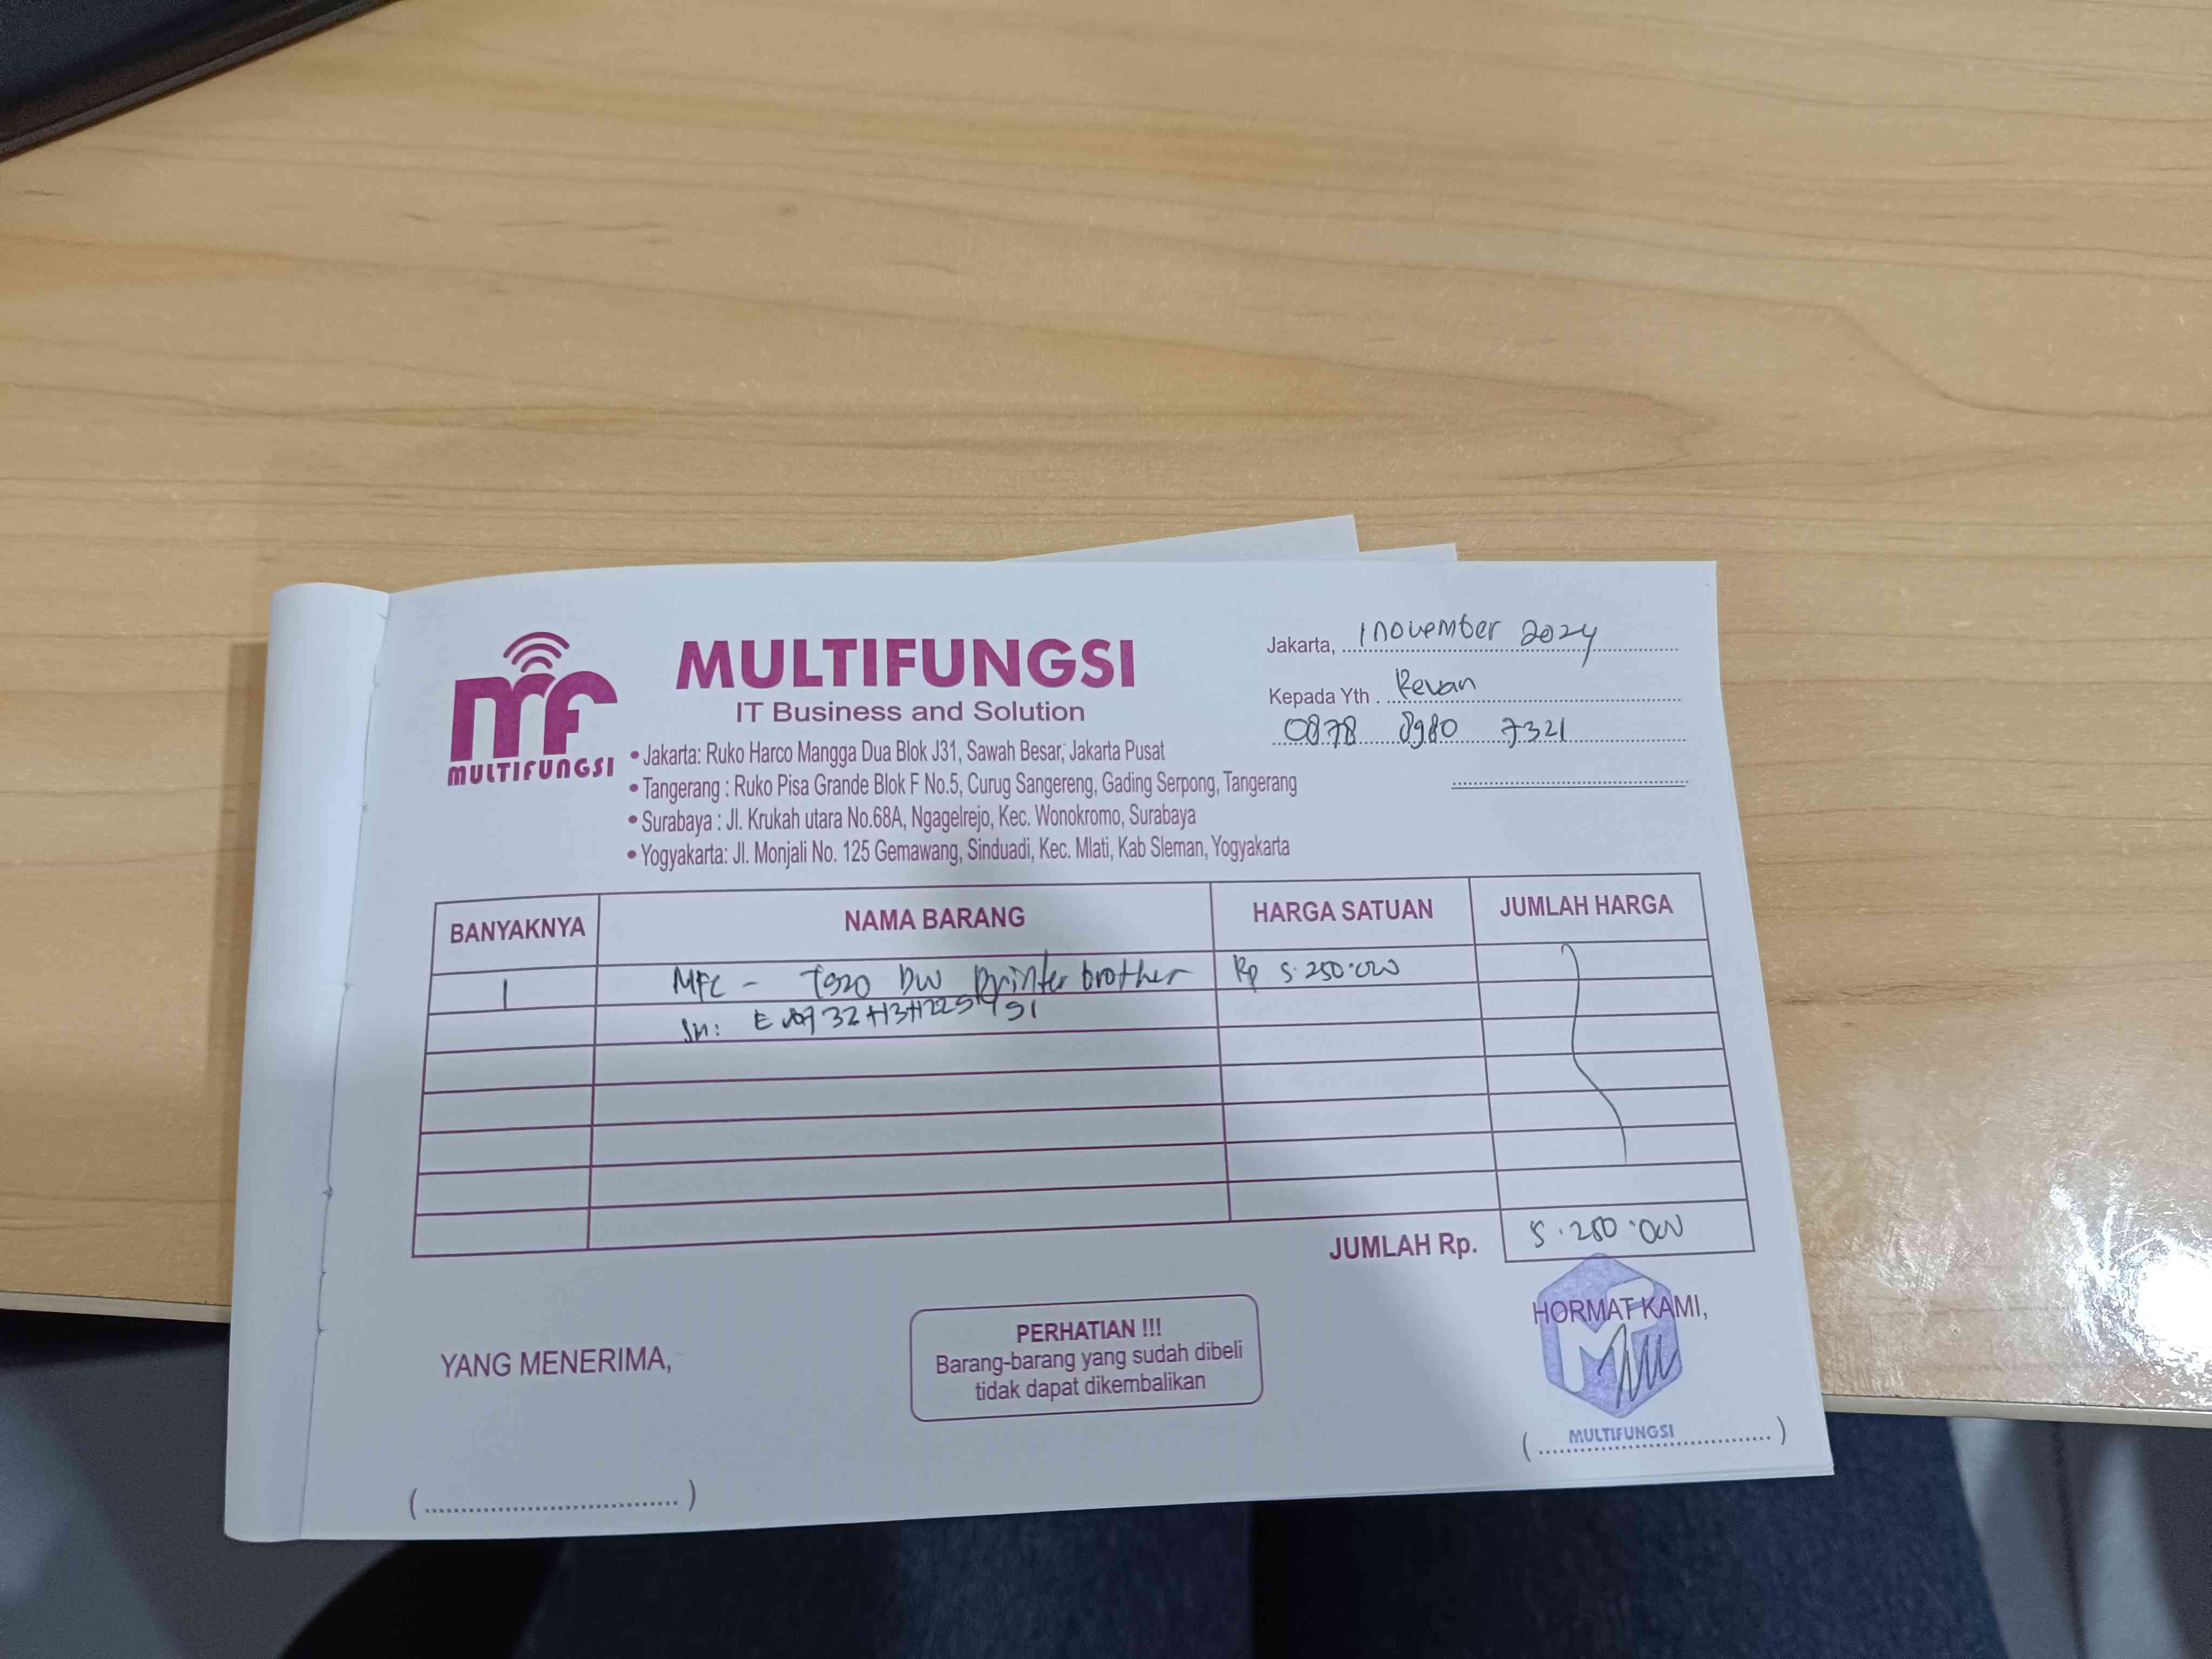 MULTIFUNGSI
MULTIFUNGSI
IT Business and Solution
• Jakarta: Ruko Harco Mangga Dua Blok J31, Sawah Besar, Jakarta Pusat
• Tangerang : Ruko Pisa Grande Blok F No.5, Curug Sangereng, Gading Serpong, Tangerang
• Surabaya : Jl. Krukah utara No.68A, Ngagelrejo, Kec. Wonokromo, Surabaya
• Yogyakarta: Jl. Monjali No. 125 Gemawang, Sinduadi, Kec. Mlati, Kab Sleman, Yogyakarta
Jakarta, 1 november 2024
Kepada Yth . Revan
0878 8980 7321
BANYAKNYA NAMA BARANG HARGA SATUAN JUMLAH HARGA
1 MFC - T920 DW printer brother Rp 5.250.000
SN:
JUMLAH Rp. 5.250.000
YANG MENERIMA,
PERHATIAN !!!
Barang-barang yang sudah dibeli
tidak dapat dikembalikan
HORMAT KAMI,
MULTIFUNGSI